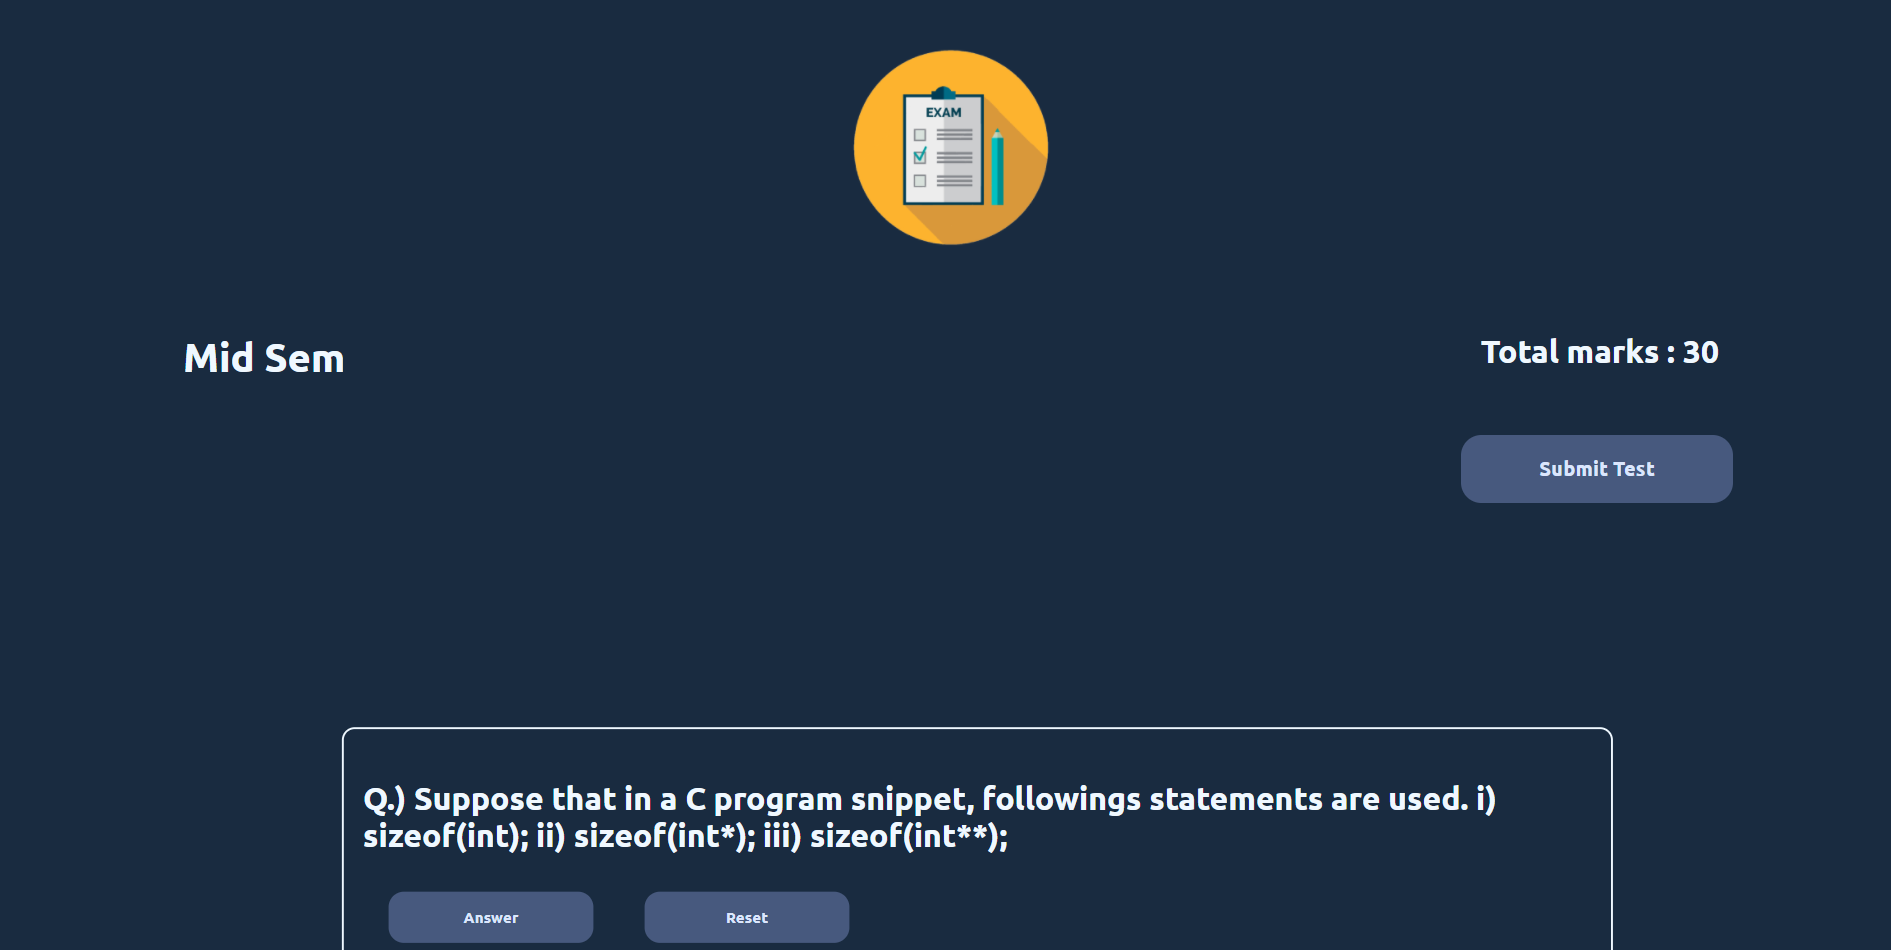 EXAM
Mid Sem
Total marks : 30
Submit Test
Q.) Suppose that in a C program snippet, followings statements are used. i)
sizeof(int); ii) sizeof(int*); iii) sizeof(int**);
Answer
Reset